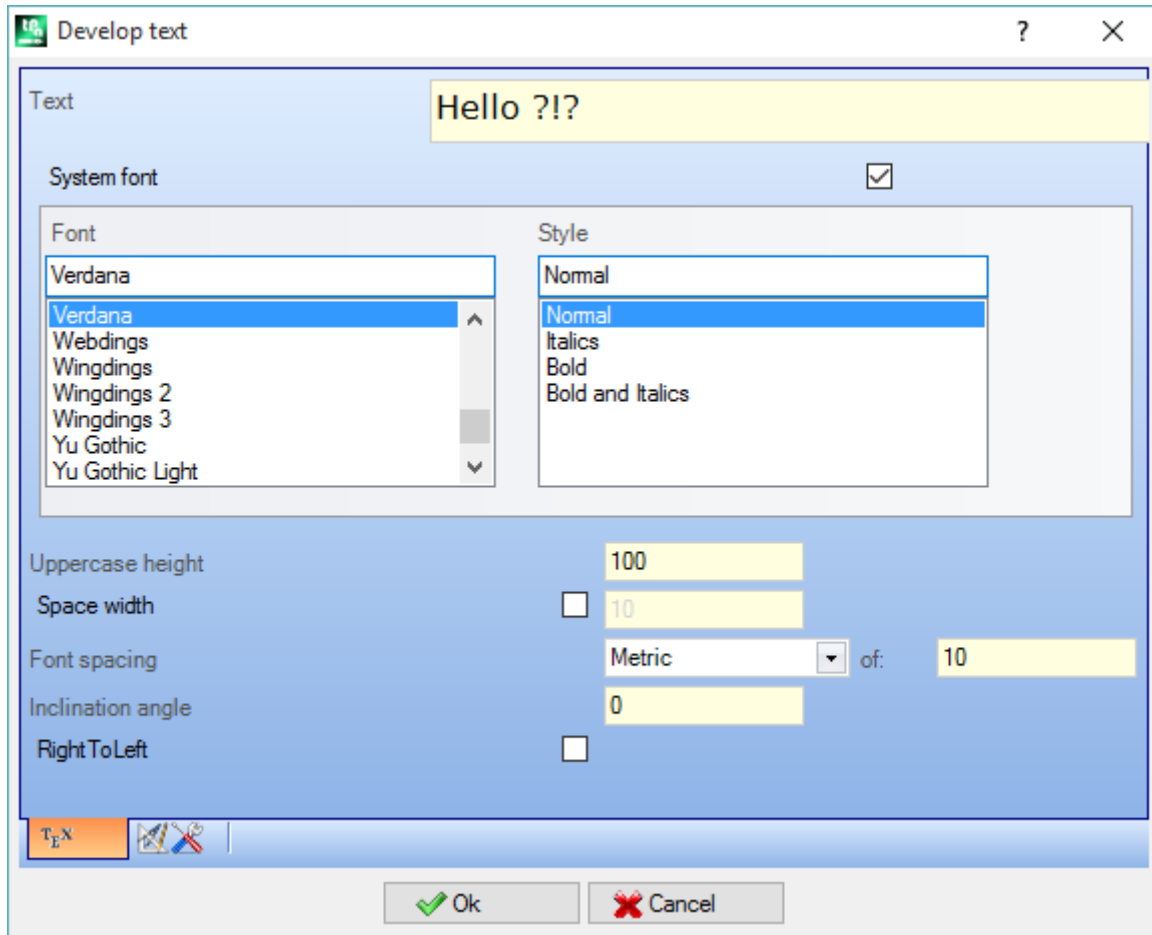 Develop text
?
Text
Hello ?!?
System font
Font
Style
Verdana
Normal
Verdana
Webdings
Wingdings
Wingdings 2
Wingdings 3
Yu Gothic
Yu Gothic Light
Normal
Italics
Bold
Bold and Italics
Uppercase height 100
Space width 10
Font spacing Metric of: 10
Inclination angle 0
RightToLeft
TEX
Ok
Cancel